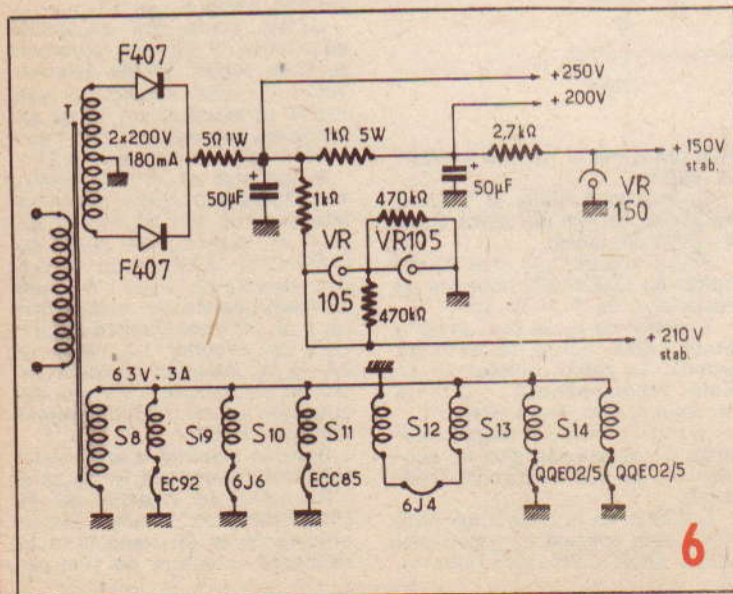 F407
T
2x200V
180mA
F407
5Ω 1W
50µF
+
1kΩ 5W
1kΩ
+250V
+200V
2,7kΩ
+
50µF
+150V
stab.
VR
150
470kΩ
VR
105
VR105
470kΩ
+210V
stab.
63V.3A
S8
S9
S10
S11
S12
S13
S14
EC92
6J6
ECC85
6J4
QQE02/5
QQE02/5
6